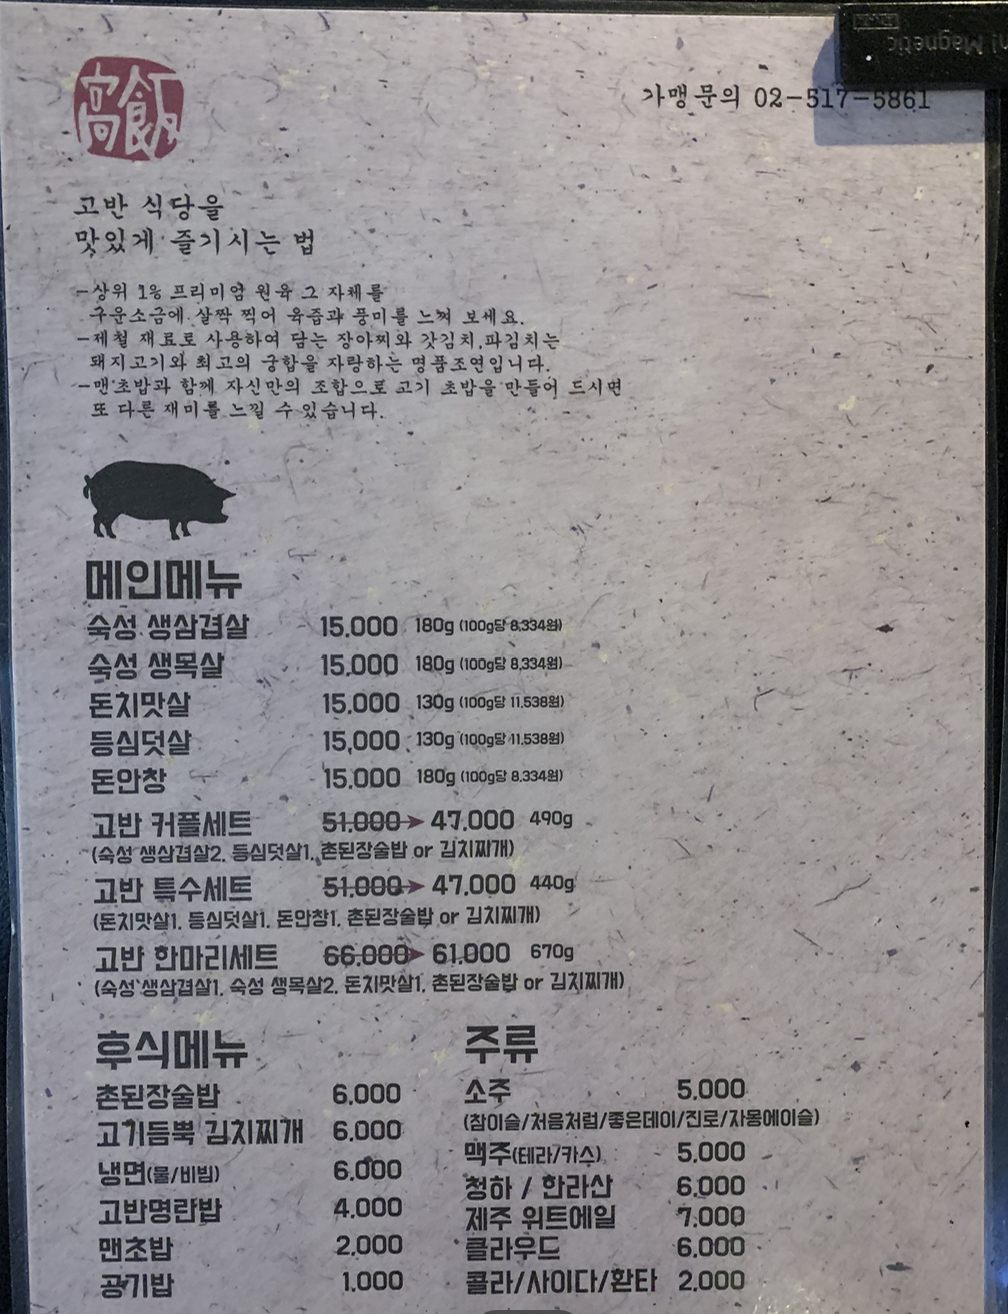 高飯
가맹문의 02-517-5861
고반 식당을
맛있게 즐기시는 법
-상위 1% 프리미엄 원육 그 자체를
구운소금에 살짝 찍어 육즙과 풍미를 느껴 보세요.
-제철 재료로 사용하여 담는 장아찌와 갓김치,파김치는
돼지고기와 최고의 궁합을 자랑하는 명품조연입니다.
-맨초밥과 함께 자신만의 조합으로 고기 초밥을 만들어 드시면
또 다른 재미를 느낄 수 있습니다.
메인메뉴
숙성 생삼겹살 15,000 180g (100g당 8,334원)
숙성 생목살 15,000 180g (100g당 8,334원)
돈치맛살 15,000 130g (100g당 11,538원)
등심덧살 15,000 130g (100g당 11,538원)
돈안창 15,000 180g (100g당 8,334원)
고반 커플세트 51,000➤ 47,000 490g
(숙성 생삼겹살2, 등심덧살1, 촌된장술밥 or 김치찌개)
고반 특수세트 51,000➤ 47,000 440g
(돈치맛살1, 등심덧살1, 돈안창1, 촌된장술밥 or 김치찌개)
고반 한마리세트 66,000➤ 61,000 670g
(숙성 생삼겹살1, 숙성 생목살2, 돈치맛살1, 촌된장술밥 or 김치찌개)
후식메뉴
촌된장술밥 6,000
고기듬뿍 김치찌개 6,000
냉면(물/비빔) 6,000
고반명란밥 4,000
맨초밥 2,000
공기밥 1,000
주류
소주 5,000
(참이슬/처음처럼/좋은데이/진로/자몽에이슬)
맥주(테라/카스) 5,000
청하 / 한라산 6,000
제주 위트에일 7,000
클라우드 6,000
콜라/사이다/환타 2,000
Magnetic